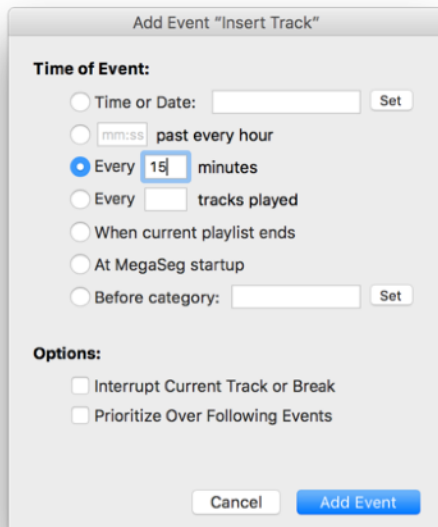 Add Event “Insert Track”
Time of Event:
Time or Date: Set
mm:ss past every hour
Every 15 minutes
Every tracks played
When current playlist ends
At MegaSeg startup
Before category: Set
Options:
Interrupt Current Track or Break
Prioritize Over Following Events
Cancel Add Event